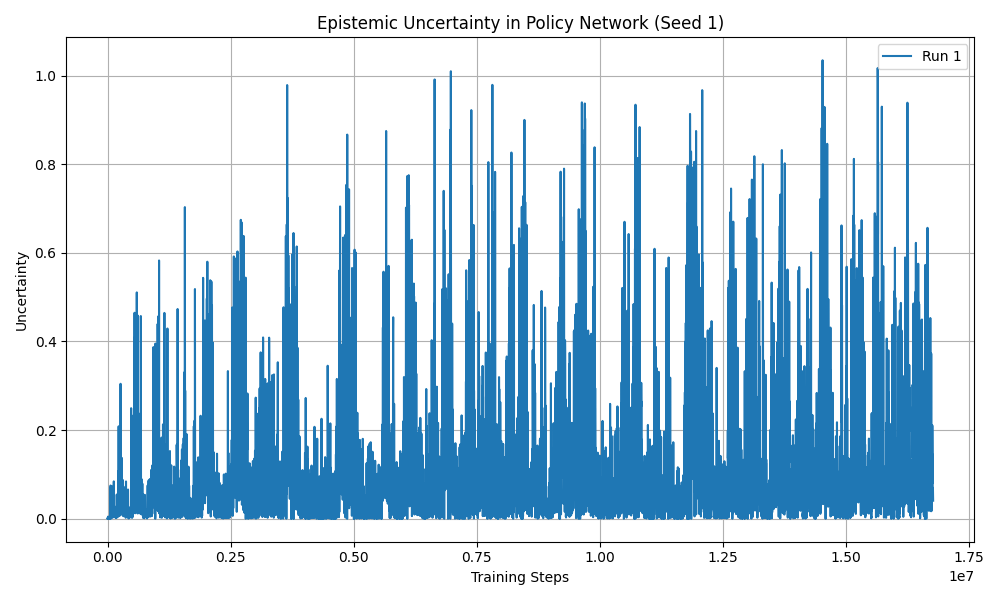 Epistemic Uncertainty in Policy Network (Seed 1)
Run 1
Uncertainty
1.0
0.8
0.6
0.4
0.2
0.0
0.00 0.25 0.50 0.75 1.00 1.25 1.50 1.75
1e7
Training Steps